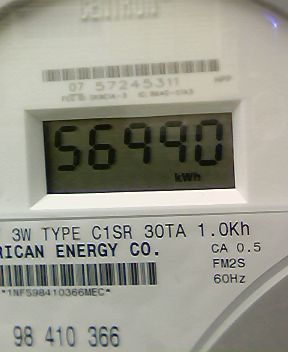 CENTRON
07 57245311
56990
kWh
3W TYPE C1SR 30TA 1.0Kh
RICAN ENERGY CO.
CA 0.5
FM2S
60Hz
*1NFS98410366MEC*
98 410 366